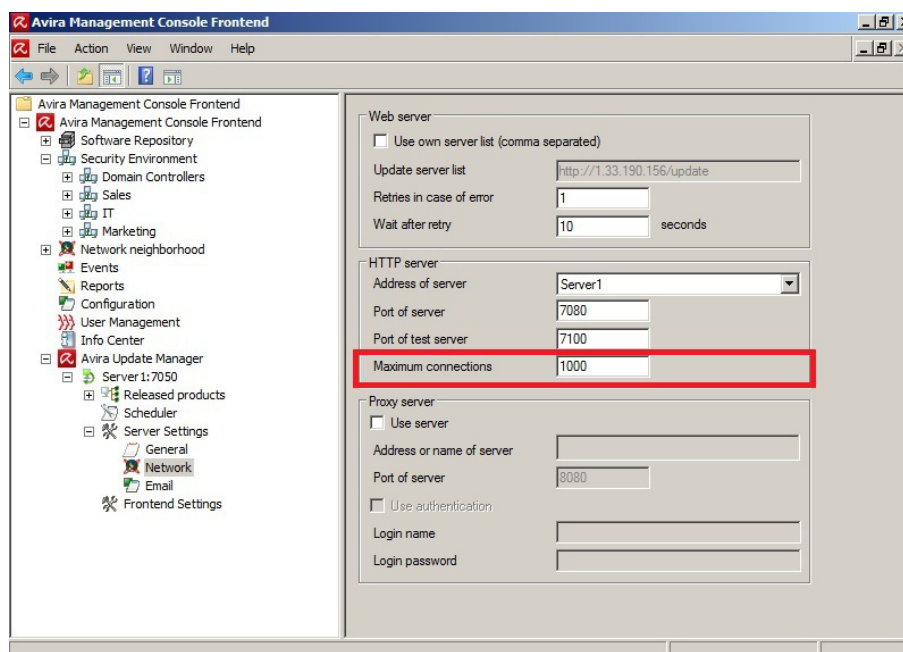 Avira Management Console Frontend
File Action View Window Help
Avira Management Console Frontend
Avira Management Console Frontend
Software Repository
Security Environment
Domain Controllers
Sales
IT
Marketing
Network neighborhood
Events
Reports
Configuration
User Management
Info Center
Avira Update Manager
Server1:7050
Released products
Scheduler
Server Settings
General
Network
Email
Frontend Settings
Web server
Use own server list (comma separated)
Update server list http://1.33.190.156/update
Retries in case of error 1
Wait after retry 10 seconds
HTTP server
Address of server Server1
Port of server 7080
Port of test server 7100
Maximum connections 1000
Proxy server
Use server
Address or name of server
Port of server 8080
Use authentication
Login name
Login password